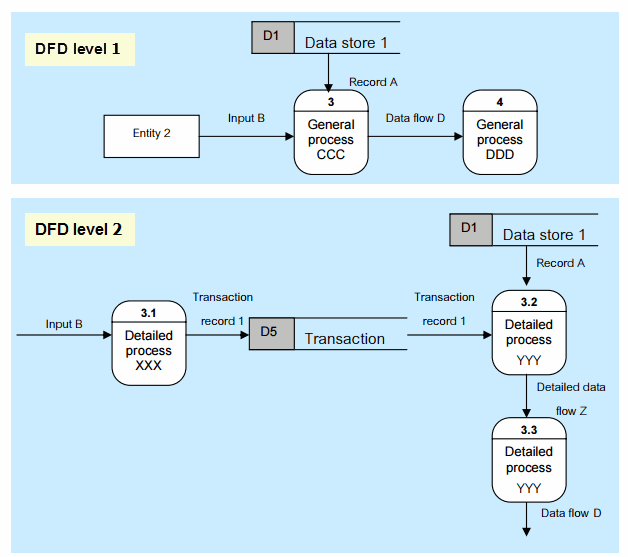 DFD level 1
D1
Data store 1
Record A
Entity 2
Input B
3
General
process
CCC
Data flow D
4
General
process
DDD
DFD level 2
D1
Data store 1
Record A
Input B
3.1
Detailed
process
XXX
Transaction
record 1
D5
Transaction
Transaction
record 1
3.2
Detailed
process
YYY
Detailed data
flow Z
3.3
Detailed
process
YYY
Data flow D